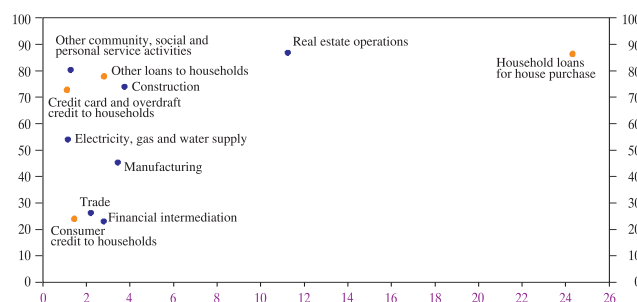 100
90
80
70
60
50
40
30
20
10
0
Other community, social and
personal service activities
Other loans to households
Construction
Credit card and overdraft
credit to households
Electricity, gas and water supply
Manufacturing
Trade
Financial intermediation
Consumer
credit to households
Real estate operations
Household loans
for house purchase
0 2 4 6 8 10 12 14 16 18 20 22 24 26